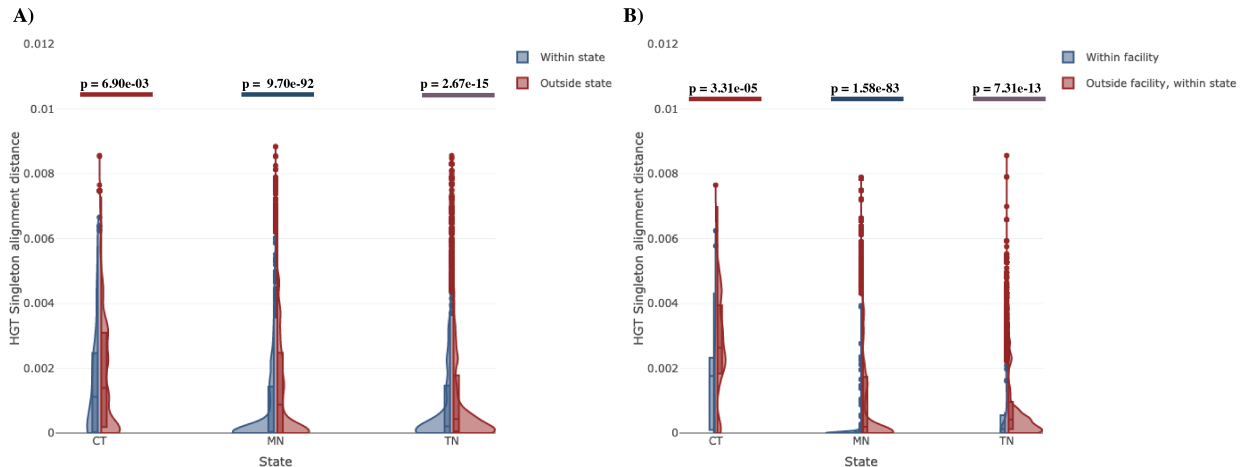 A)
HGT Singleton alignment distance
0.012
0.01
0.008
0.006
0.004
0.002
0
p = 6.90e-03
p = 9.70e-92
p = 2.67e-15
Within state
Outside state
CT
MN
TN
State
B)
HGT Singleton alignment distance
0.012
0.01
0.008
0.006
0.004
0.002
0
p = 3.31e-05
p = 1.58e-83
p = 7.31e-13
Within facility
Outside facility, within state
CT
MN
TN
State